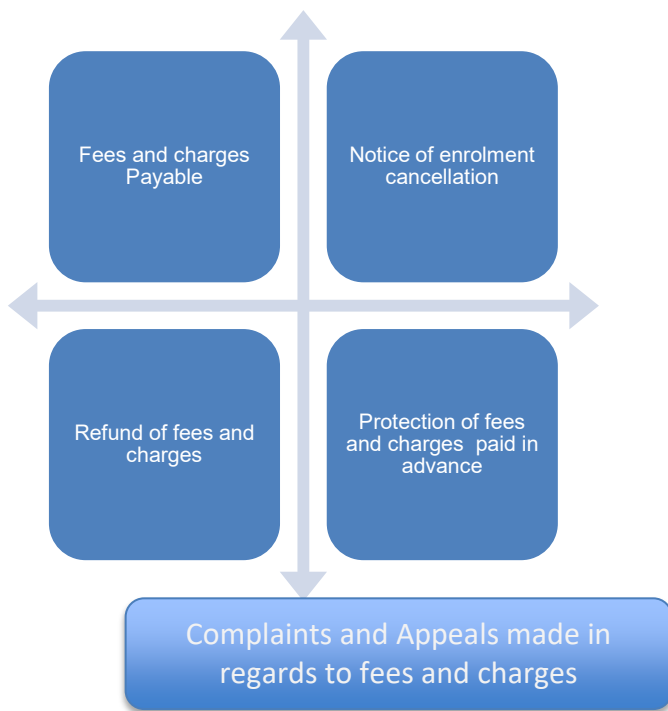 Fees and charges
Payable
Notice of enrolment
cancellation
Refund of fees and
charges
Protection of fees
and charges paid in
advance
Complaints and Appeals made in
regards to fees and charges